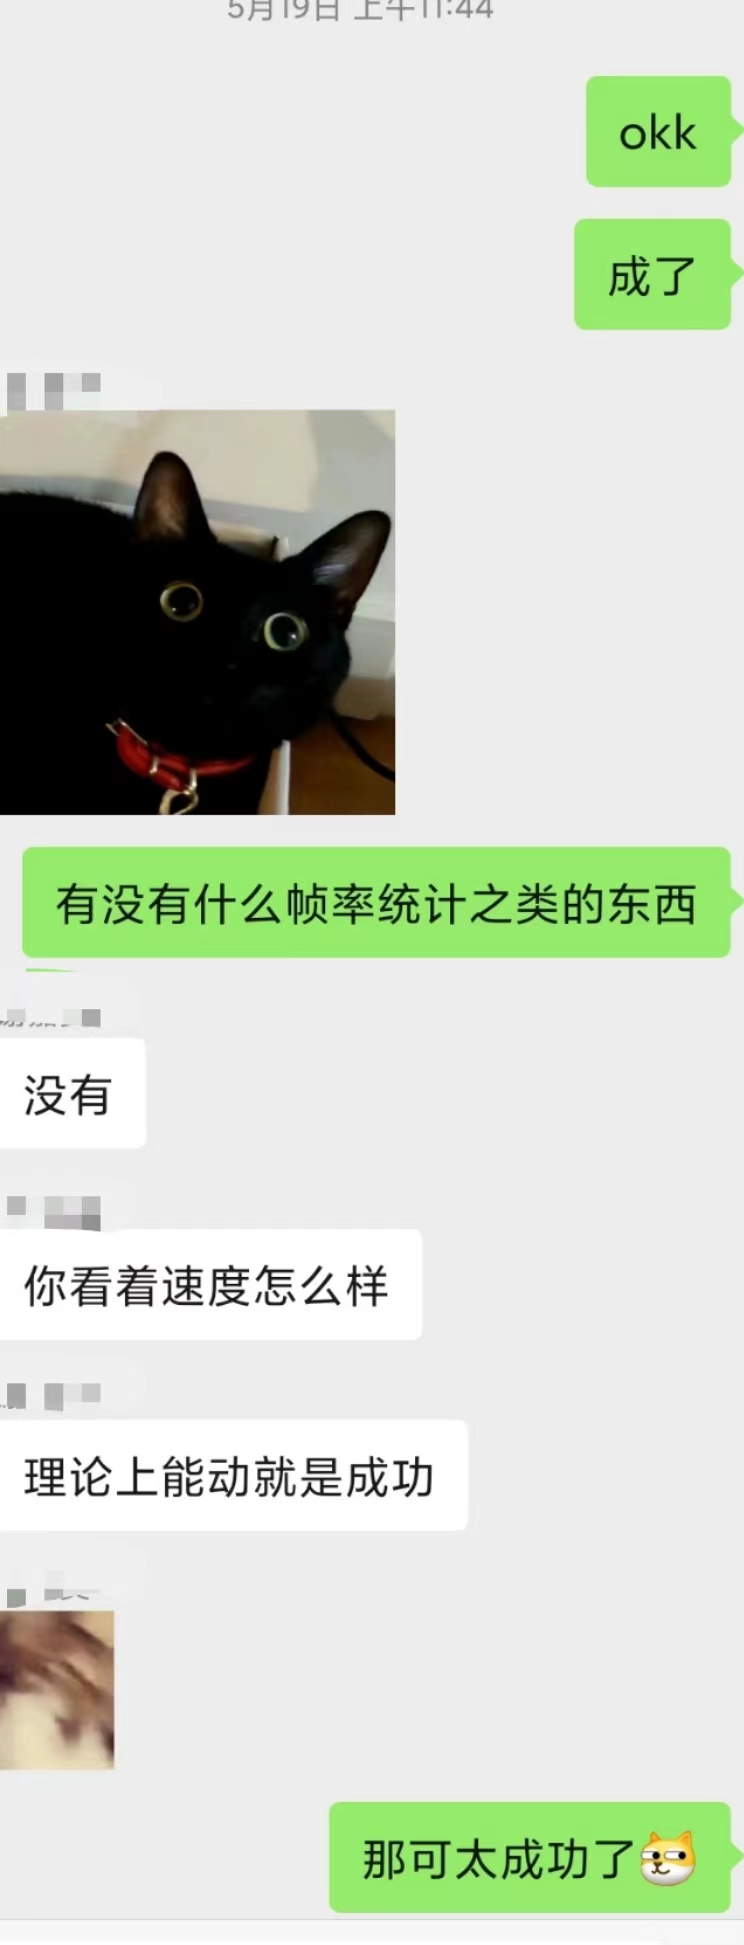 5月19日 上午11:44
okk
成了
有没有什么帧率统计之类的东西
没有
你看着速度怎么样
理论上能动就是成功
那可太成功了